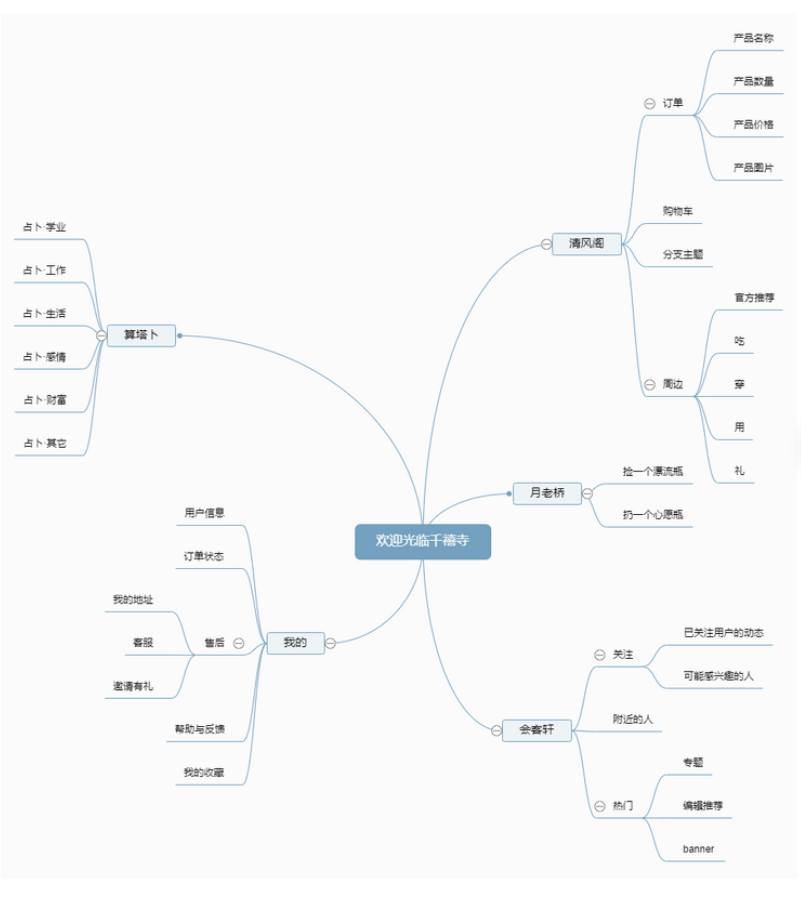 欢迎光临千禧寺
清风阁
订单
产品名称
产品数量
产品价格
产品图片
购物车
分支主题
周边
官方推荐
吃
穿
用
礼
月老桥
捡一个漂流瓶
扔一个心愿瓶
会客轩
关注
已关注用户的动态
可能感兴趣的人
附近的人
热门
专题
编辑推荐
banner
算塔卜
占卜·学业
占卜·工作
占卜·生活
占卜·感情
占卜·财富
占卜·其它
我的
用户信息
订单状态
售后
我的地址
客服
邀请有礼
帮助与反馈
我的收藏